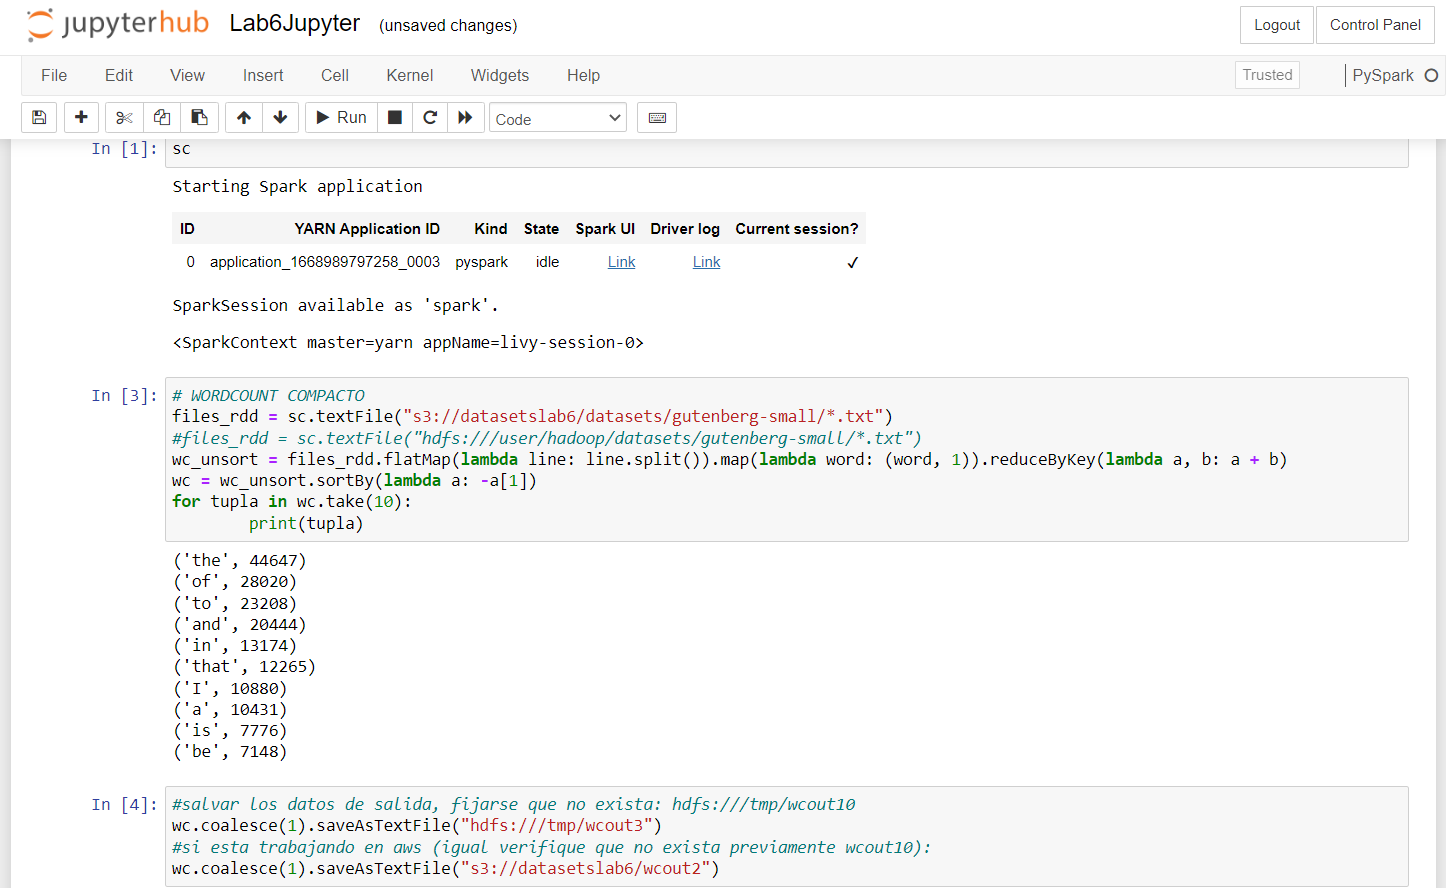 jupyterhub Lab6Jupyter (unsaved changes) Logout Control Panel
File Edit View Insert Cell Kernel Widgets Help Trusted PySpark
Run Code
In [1]: sc
Starting Spark application
ID YARN Application ID Kind State Spark UI Driver log Current session?
0 application_1668989797258_0003 pyspark idle Link Link ✓
SparkSession available as 'spark'.
<SparkContext master=yarn appName=livy-session-0>
In [3]: # WORDCOUNT COMPACTO
files_rdd = sc.textFile("s3://datasetslab6/datasets/gutenberg-small/*.txt")
#files_rdd = sc.textFile("hdfs:///user/hadoop/datasets/gutenberg-small/*.txt")
wc_unsort = files_rdd.flatMap(lambda line: line.split()).map(lambda word: (word, 1)).reduceByKey(lambda a, b: a + b)
wc = wc_unsort.sortBy(lambda a: -a[1])
for tupla in wc.take(10):
        print(tupla)
('the', 44647)
('of', 28020)
('to', 23208)
('and', 20444)
('in', 13174)
('that', 12265)
('I', 10880)
('a', 10431)
('is', 7776)
('be', 7148)
In [4]: #salvar los datos de salida, fijarse que no exista: hdfs:///tmp/wcout10
wc.coalesce(1).saveAsTextFile("hdfs:///tmp/wcout3")
#si esta trabajando en aws (igual verifique que no exista previamente wcout10):
wc.coalesce(1).saveAsTextFile("s3://datasetslab6/wcout2")